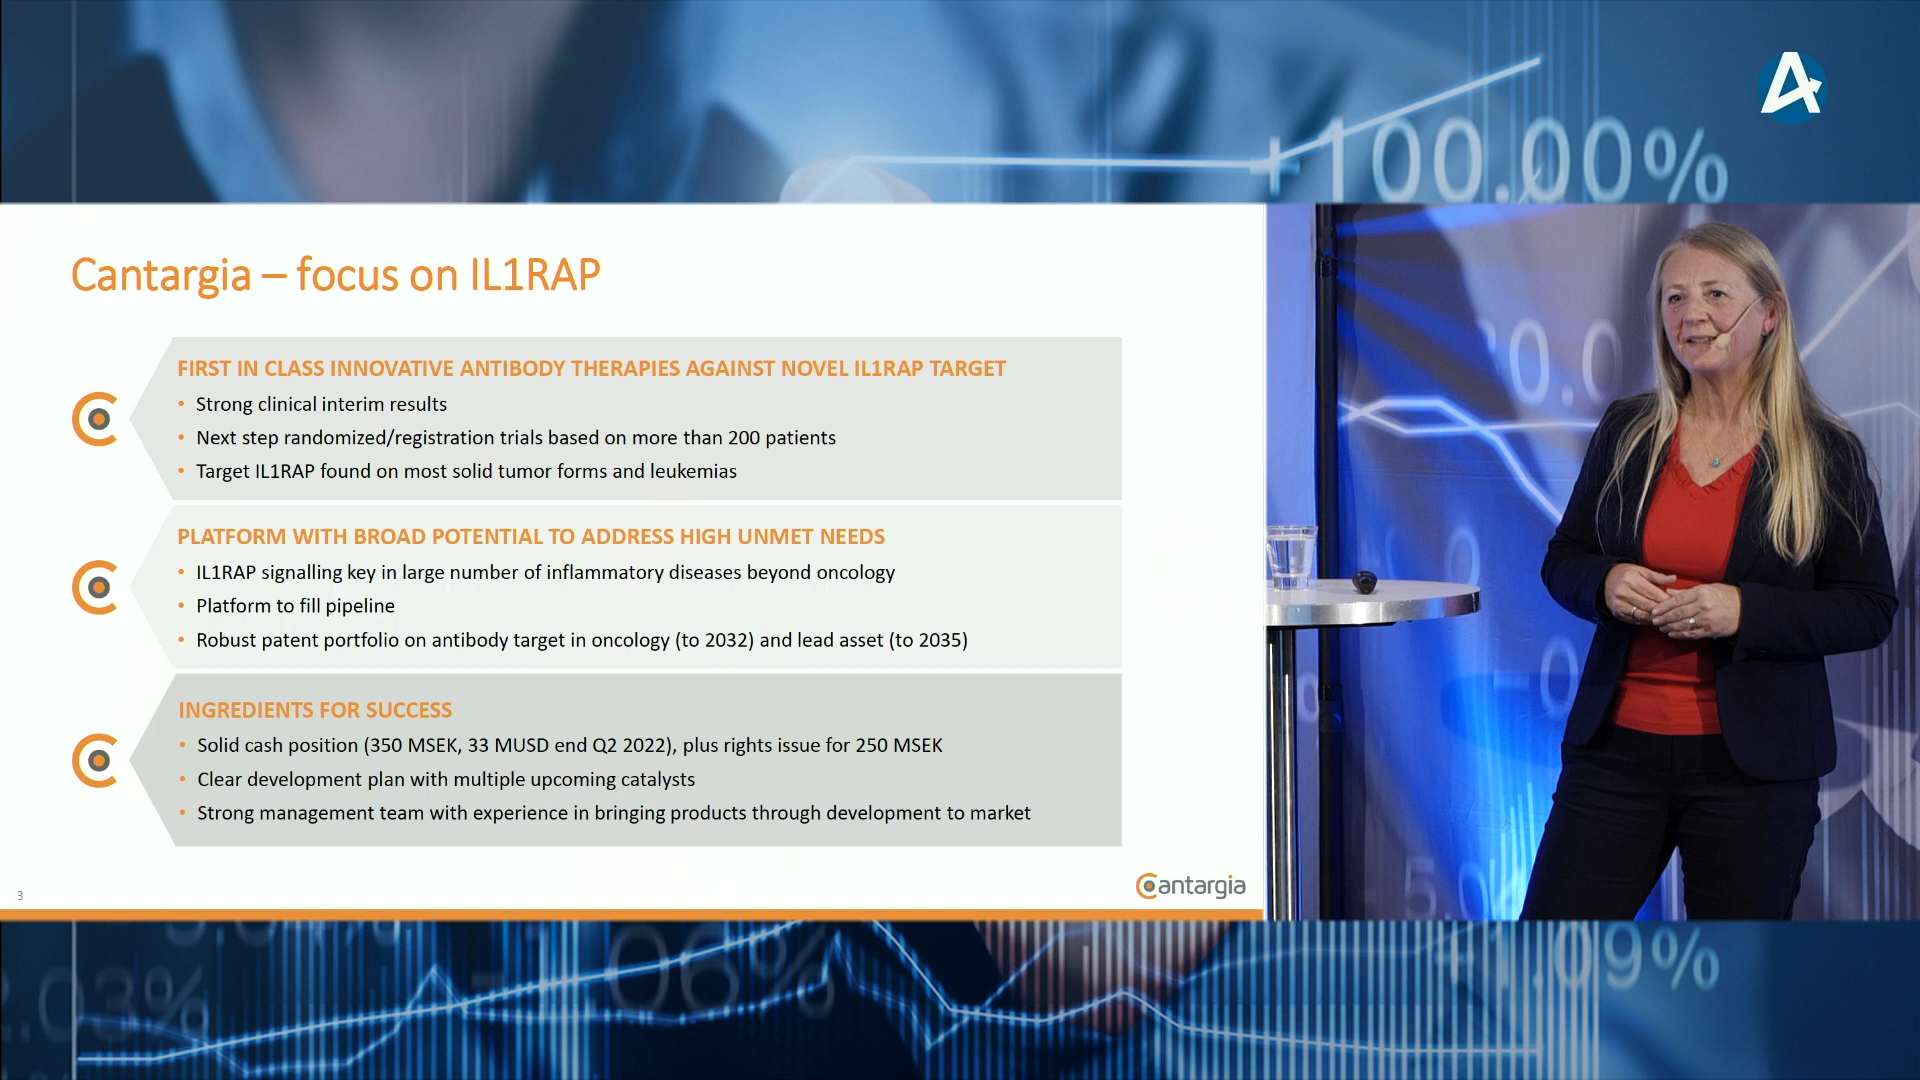 +100.00%
Cantargia – focus on IL1RAP
FIRST IN CLASS INNOVATIVE ANTIBODY THERAPIES AGAINST NOVEL IL1RAP TARGET
• Strong clinical interim results
• Next step randomized/registration trials based on more than 200 patients
• Target IL1RAP found on most solid tumor forms and leukemias
PLATFORM WITH BROAD POTENTIAL TO ADDRESS HIGH UNMET NEEDS
• IL1RAP signalling key in large number of inflammatory diseases beyond oncology
• Platform to fill pipeline
• Robust patent portfolio on antibody target in oncology (to 2032) and lead asset (to 2035)
INGREDIENTS FOR SUCCESS
• Solid cash position (350 MSEK, 33 MUSD end Q2 2022), plus rights issue for 250 MSEK
• Clear development plan with multiple upcoming catalysts
• Strong management team with experience in bringing products through development to market
3
Cantargia
+1.09%
2.03%